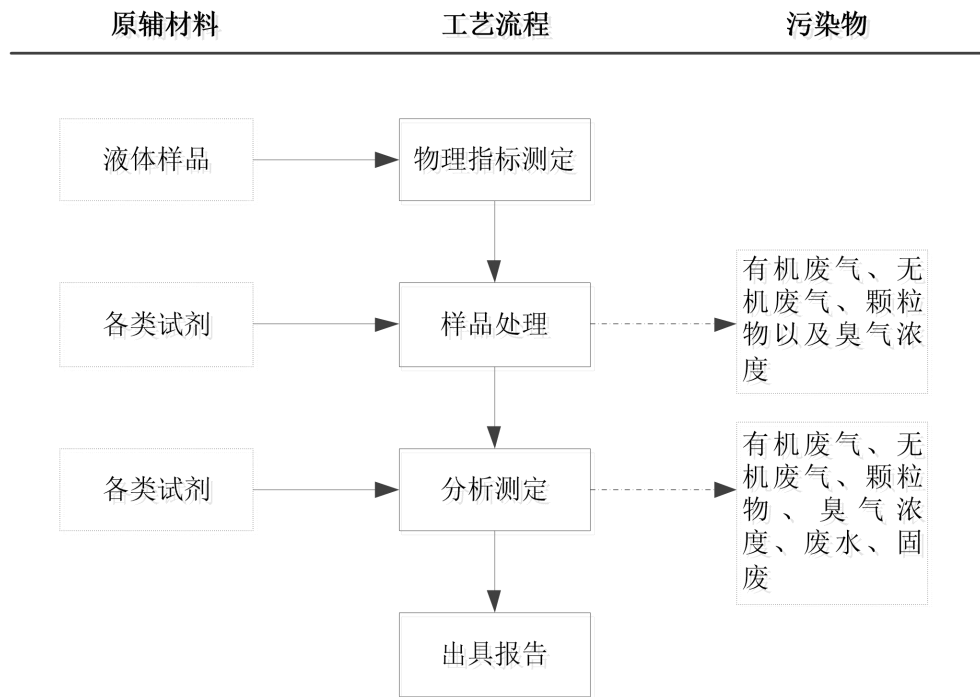 原辅材料 工艺流程 污染物
液体样品 物理指标测定
各类试剂 样品处理
有机废气、无
机废气、颗粒
物以及臭气浓
度
各类试剂 分析测定
有机废气、无
机废气、颗粒
物、臭气浓
度、废水、固
废
出具报告